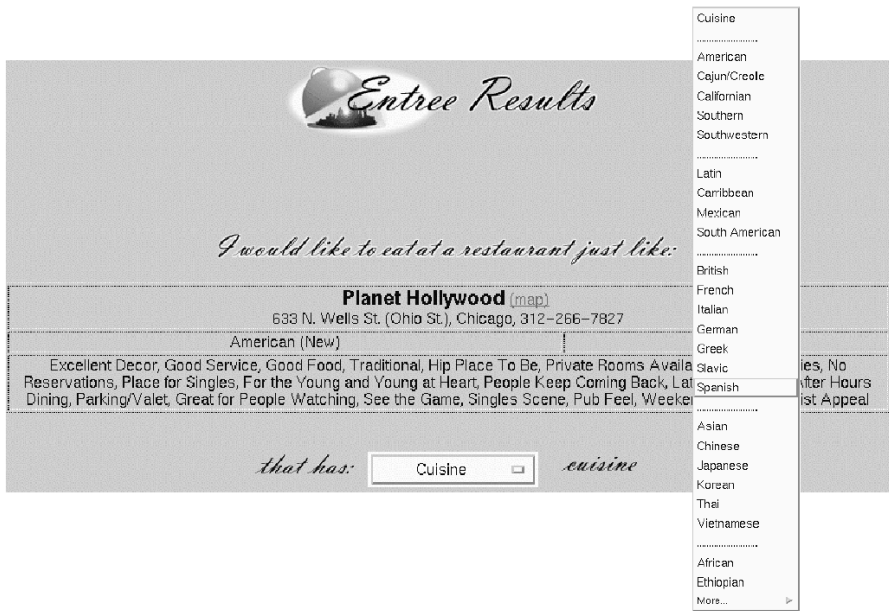 Entree Results
I would like to eat at a restaurant just like:
Planet Hollywood (map)
633 N. Wells St. (Ohio St.), Chicago, 312-266-7827
American (New)
Excellent Decor, Good Service, Good Food, Traditional, Hip Place To Be, Private Rooms Availa ies, No
Reservations, Place for Singles, For the Young and Young at Heart, People Keep Coming Back, Lat After Hours
Dining, Parking/Valet, Great for People Watching, See the Game, Singles Scene, Pub Feel, Weeke ist Appeal
that has: Cuisine cuisine
Cuisine
American
Cajun/Creole
Californian
Southern
Southwestern
Latin
Carribbean
Mexican
South American
British
French
Italian
German
Greek
Slavic
Spanish
Asian
Chinese
Japanese
Korean
Thai
Vietnamese
African
Ethiopian
More...